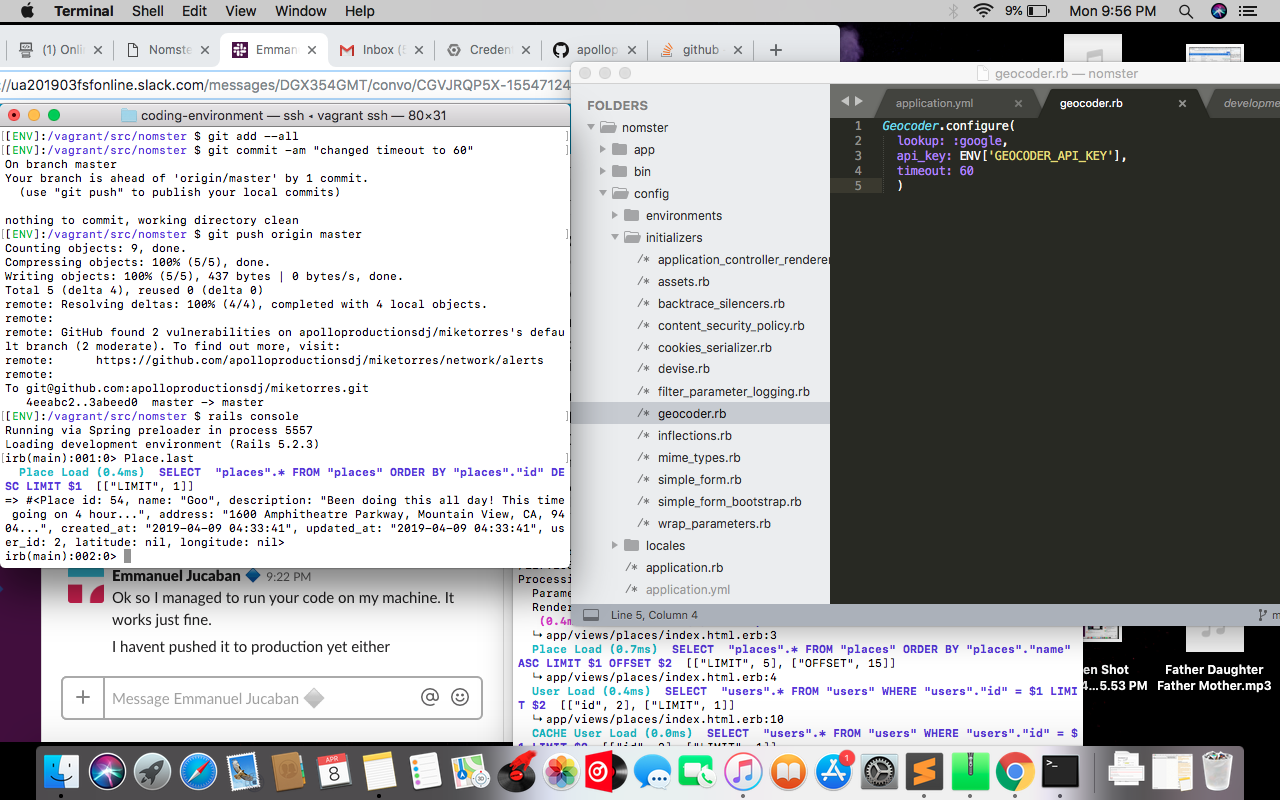 Terminal Shell Edit View Window Help
9% Mon 9:56 PM
(1) Onli
Nomste
Emman
Inbox (
Creden
apollop
github -
//ua201903fsfonline.slack.com/messages/DGX354GMT/convo/CGVJRQP5X-15547124
coding-environment — ssh ◂ vagrant ssh — 80×31
[[ENV]:/vagrant/src/nomster $ git add --all ]
[[ENV]:/vagrant/src/nomster $ git commit -am "changed timeout to 60" ]
On branch master
Your branch is ahead of 'origin/master' by 1 commit.
(use "git push" to publish your local commits)
nothing to commit, working directory clean
[[ENV]:/vagrant/src/nomster $ git push origin master ]
Counting objects: 9, done.
Compressing objects: 100% (5/5), done.
Writing objects: 100% (5/5), 437 bytes | 0 bytes/s, done.
Total 5 (delta 4), reused 0 (delta 0)
remote: Resolving deltas: 100% (4/4), completed with 4 local objects.
remote:
remote: GitHub found 2 vulnerabilities on apolloproductionsdj/miketorres's defau
lt branch (2 moderate). To find out more, visit:
remote:      https://github.com/apolloproductionsdj/miketorres/network/alerts
remote:
To git@github.com:apolloproductionsdj/miketorres.git
4eeabc2..3abeed0  master -> master
[[ENV]:/vagrant/src/nomster $ rails console ]
Running via Spring preloader in process 5557
Loading development environment (Rails 5.2.3)
[irb(main):001:0> Place.last ]
Place Load (0.4ms)  SELECT  "places".* FROM "places" ORDER BY "places"."id" DE
SC LIMIT $1  [["LIMIT", 1]]
=> #<Place id: 54, name: "Goo", description: "Been doing this all day! This time
going on 4 hour...", address: "1600 Amphitheatre Parkway, Mountain View, CA, 94
04...", created_at: "2019-04-09 04:33:41", updated_at: "2019-04-09 04:33:41", us
er_id: 2, latitude: nil, longitude: nil>
irb(main):002:0>
geocoder.rb — nomster
FOLDERS
nomster
app
bin
config
environments
initializers
/* application_controller_renderer
/* assets.rb
/* backtrace_silencers.rb
/* content_security_policy.rb
/* cookies_serializer.rb
/* devise.rb
/* filter_parameter_logging.rb
/* geocoder.rb
/* inflections.rb
/* mime_types.rb
/* simple_form.rb
/* simple_form_bootstrap.rb
/* wrap_parameters.rb
locales
/* application.rb
/* application.yml
application.yml
geocoder.rb
developme
1 Geocoder.configure(
2 lookup: :google,
3 api_key: ENV['GEOCODER_API_KEY'],
4 timeout: 60
5 )
Line 5, Column 4
m
Emmanuel Jucaban 9:22 PM
Ok so I managed to run your code on my machine. It
works just fine.
I havent pushed it to production yet either
Message Emmanuel Jucaban
Processi
Parame
Render
(0.4m
↳ app/views/places/index.html.erb:3
Place Load (0.7ms)  SELECT  "places".* FROM "places" ORDER BY "places"."name"
ASC LIMIT $1 OFFSET $2  [["LIMIT", 5], ["OFFSET", 15]]
↳ app/views/places/index.html.erb:4
User Load (0.4ms)  SELECT  "users".* FROM "users" WHERE "users"."id" = $1 LIMI
T $2  [["id", 2], ["LIMIT", 1]]
↳ app/views/places/index.html.erb:10
CACHE User Load (0.0ms)  SELECT  "users".* FROM "users" WHERE "users"."id" = $
en Shot
4...5.53 PM
Father Daughter
Father Mother.mp3
APR
8
1